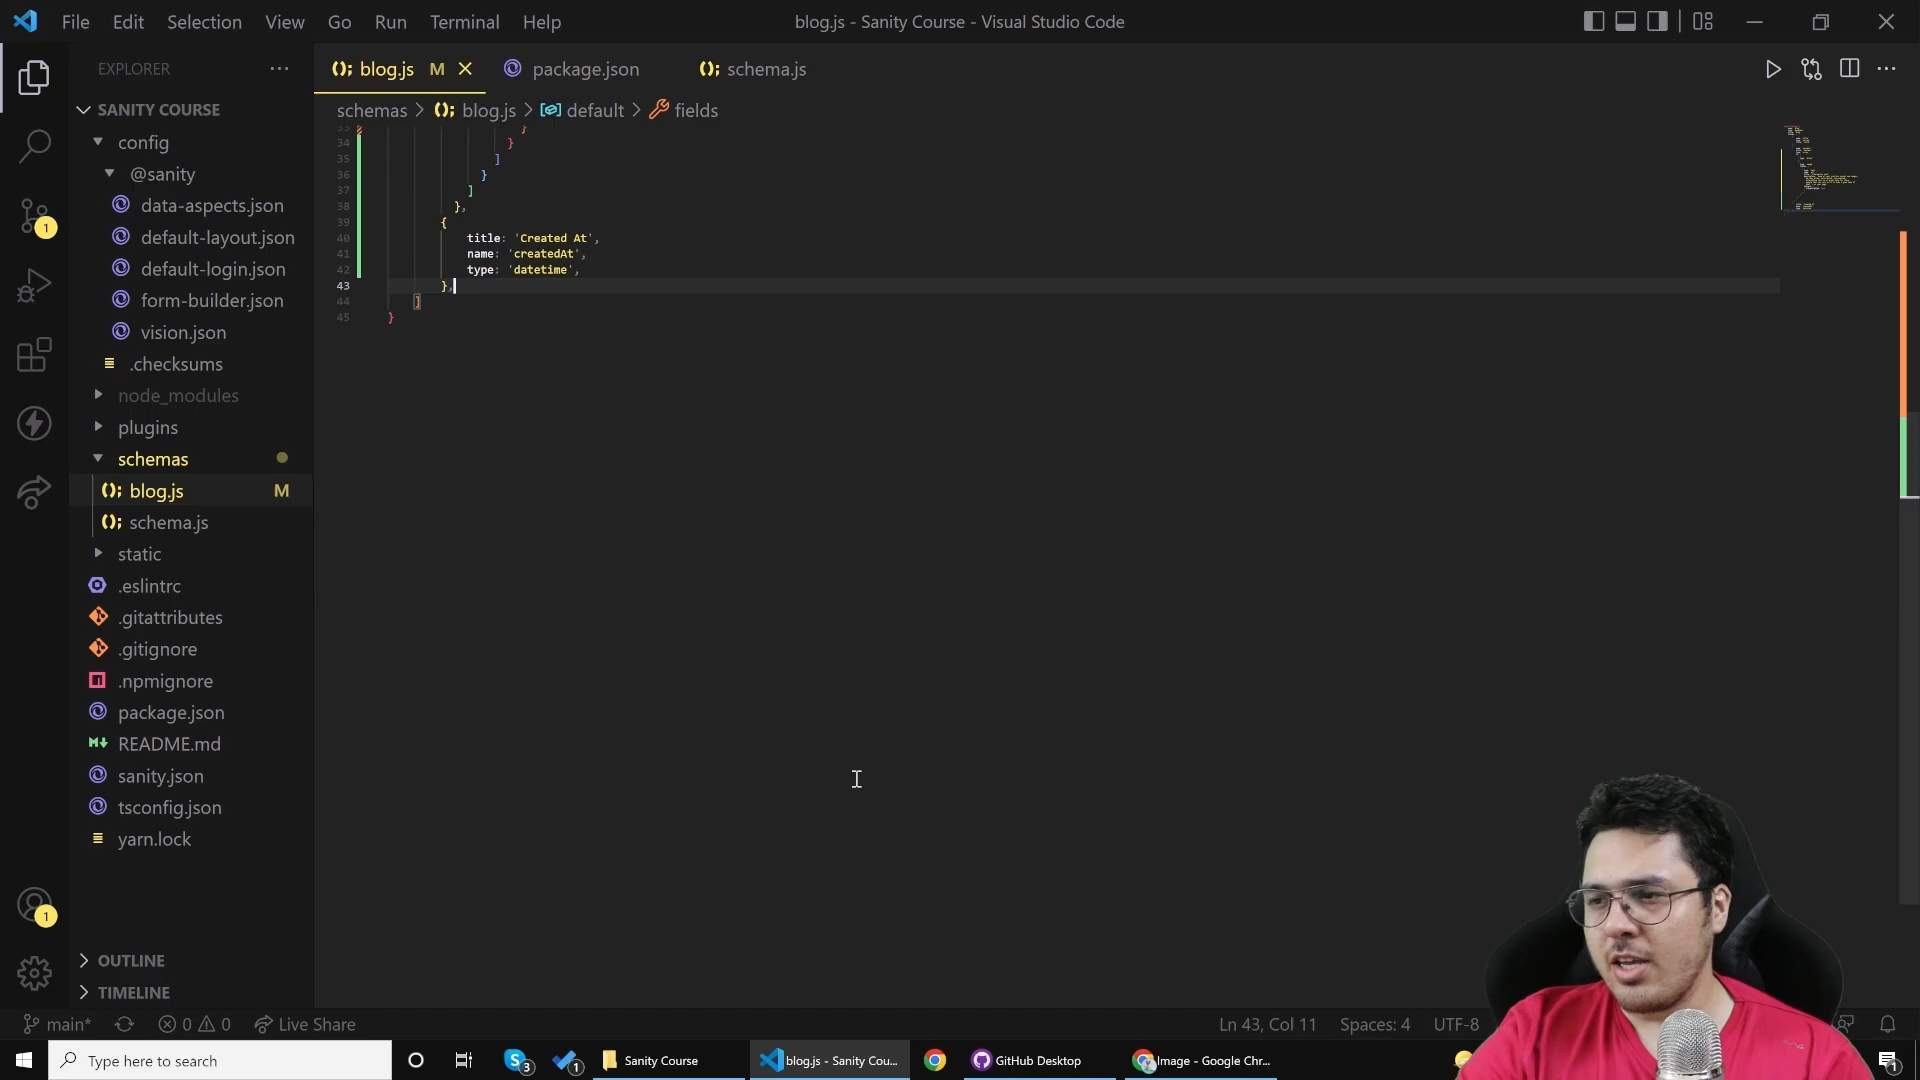 File Edit Selection View Go Run Terminal Help
blog.js - Sanity Course - Visual Studio Code
EXPLORER
blog.js M
package.json
schema.js
SANITY COURSE
schemas > blog.js > default > fields
config
@sanity
data-aspects.json
default-layout.json
default-login.json
form-builder.json
vision.json
.checksums
node_modules
plugins
schemas
blog.js M
schema.js
static
.eslintrc
.gitattributes
.gitignore
.npmignore
package.json
README.md
sanity.json
tsconfig.json
yarn.lock
OUTLINE
TIMELINE
1
1
33 }
34 }
35 ]
36 }
37 ]
38 },
39 {
40 title: 'Created At',
41 name: 'createdAt',
42 type: 'datetime',
43 },
44 ]
45 }
main* 0 0 Live Share
Ln 43, Col 11 Spaces: 4 UTF-8
Type here to search
3
1
Sanity Course
blog.js - Sanity Cou...
GitHub Desktop
Image - Google Chr...
1